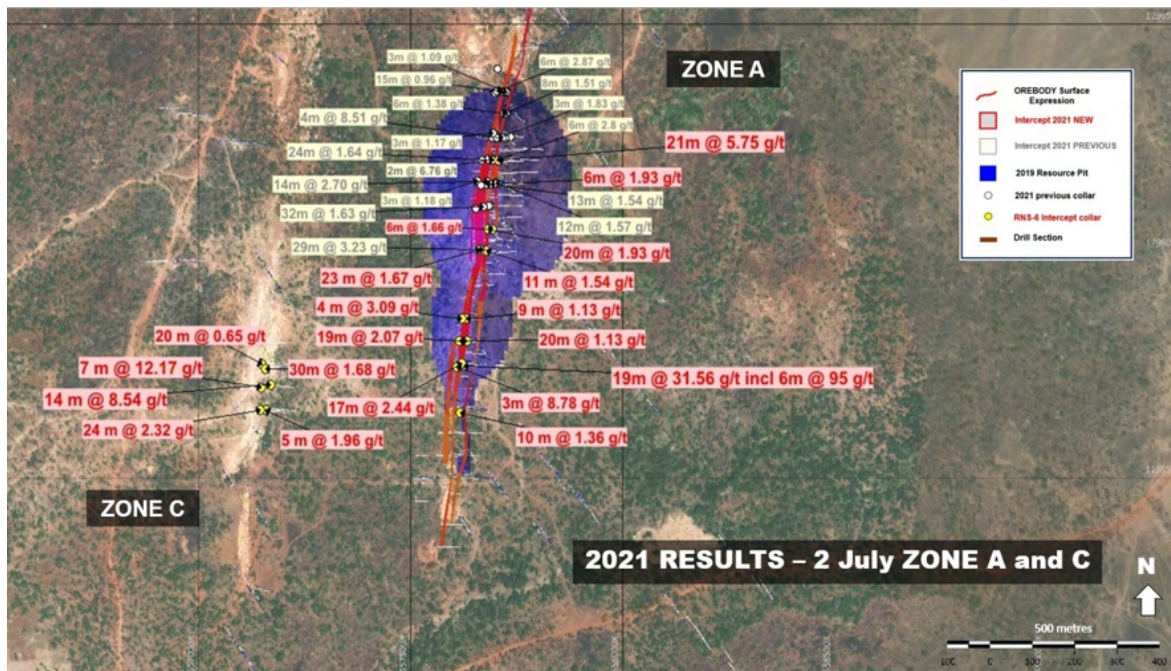 ZONE A
3m @ 1.09 g/t
6m @ 2.87 g/t
15m @ 0.96 g/t
8m @ 1.51 g/t
6m @ 1.38 g/t
3m @ 1.83 g/t
4m @ 8.51 g/t
6m @ 2.8 g/t
3m @ 1.17 g/t
21m @ 5.75 g/t
24m @ 1.64 g/t
2m @ 6.76 g/t
6m @ 1.93 g/t
14m @ 2.70 g/t
13m @ 1.54 g/t
3m @ 1.18 g/t
32m @ 1.63 g/t
12m @ 1.57 g/t
6m @ 1.66 g/t
29m @ 3.23 g/t
20m @ 1.93 g/t
23 m @ 1.67 g/t
11 m @ 1.54 g/t
4 m @ 3.09 g/t
9 m @ 1.13 g/t
19m @ 2.07 g/t
20m @ 1.13 g/t
20 m @ 0.65 g/t
7 m @ 12.17 g/t
30m @ 1.68 g/t
19m @ 31.56 g/t incl 6m @ 95 g/t
14 m @ 8.54 g/t
17m @ 2.44 g/t
3m @ 8.78 g/t
24 m @ 2.32 g/t
5 m @ 1.96 g/t
10 m @ 1.36 g/t
ZONE C
OREBODY Surface
Expression
Intercept 2021 NEW
Intercept 2021 PREVIOUS
2019 Resource Pit
2021 previous collar
RNS-6 Intercept collar
Drill Section
2021 RESULTS – 2 July ZONE A and C
N
500 metres
100 0 100 200 300 400